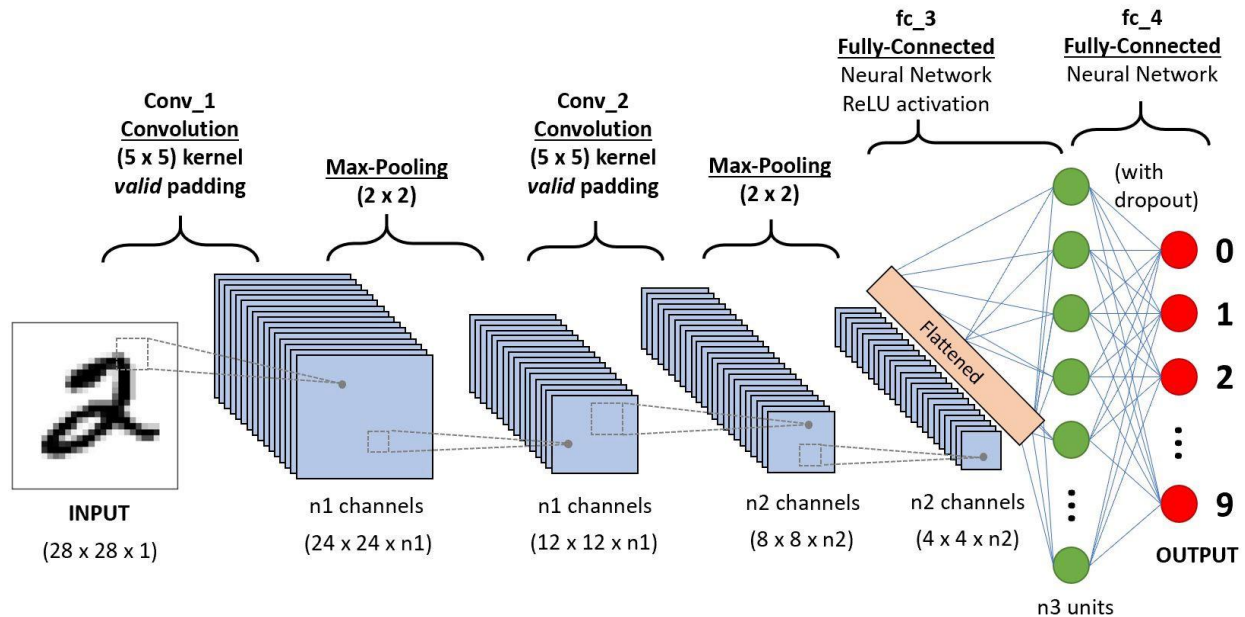 Conv_1
Convolution
(5 x 5) kernel
valid padding
Max-Pooling
(2 x 2)
Conv_2
Convolution
(5 x 5) kernel
valid padding
Max-Pooling
(2 x 2)
fc_3
Fully-Connected
Neural Network
ReLU activation
fc_4
Fully-Connected
Neural Network
(with
dropout)
Flattened
0
1
2
9
OUTPUT
INPUT
(28 x 28 x 1)
n1 channels
(24 x 24 x n1)
n1 channels
(12 x 12 x n1)
n2 channels
(8 x 8 x n2)
n2 channels
(4 x 4 x n2)
n3 units
2